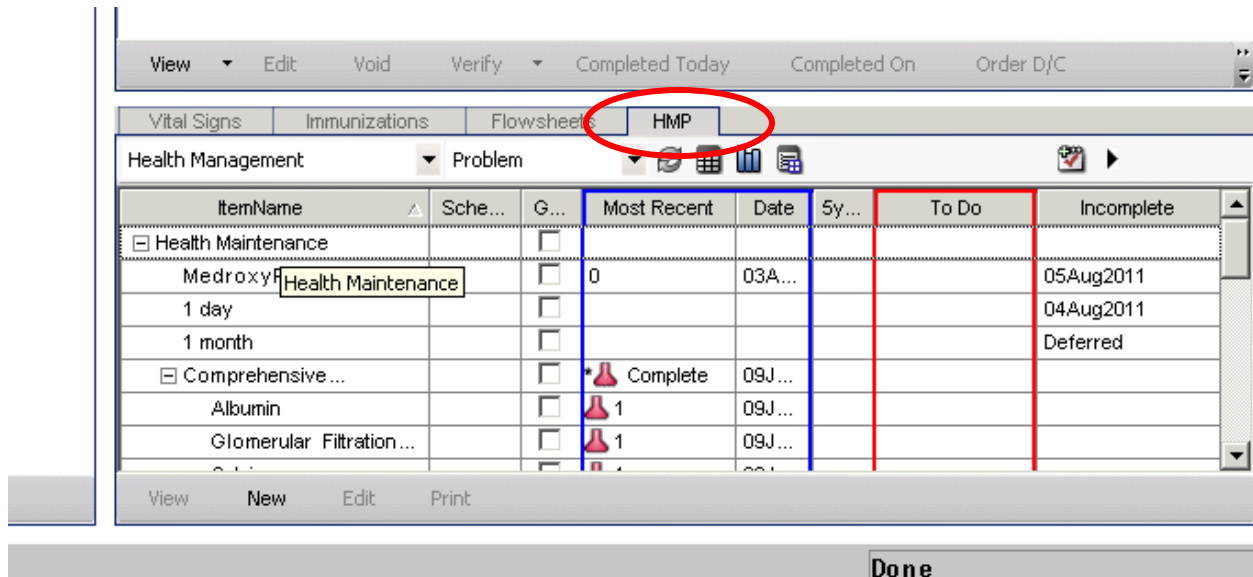 View Edit Void Verify Completed Today Completed On Order D/C
Vital Signs Immunizations Flowsheets HMP
Health Management Problem
ItemName Sche... G... Most Recent Date 5y... To Do Incomplete
Health Maintenance
MedroxyP 0 03A... 05Aug2011
Health Maintenance
1 day 04Aug2011
1 month Deferred
Comprehensive... * Complete 09J...
Albumin 1 09J...
Glomerular Filtration... 1 09J...
View New Edit Print
Done